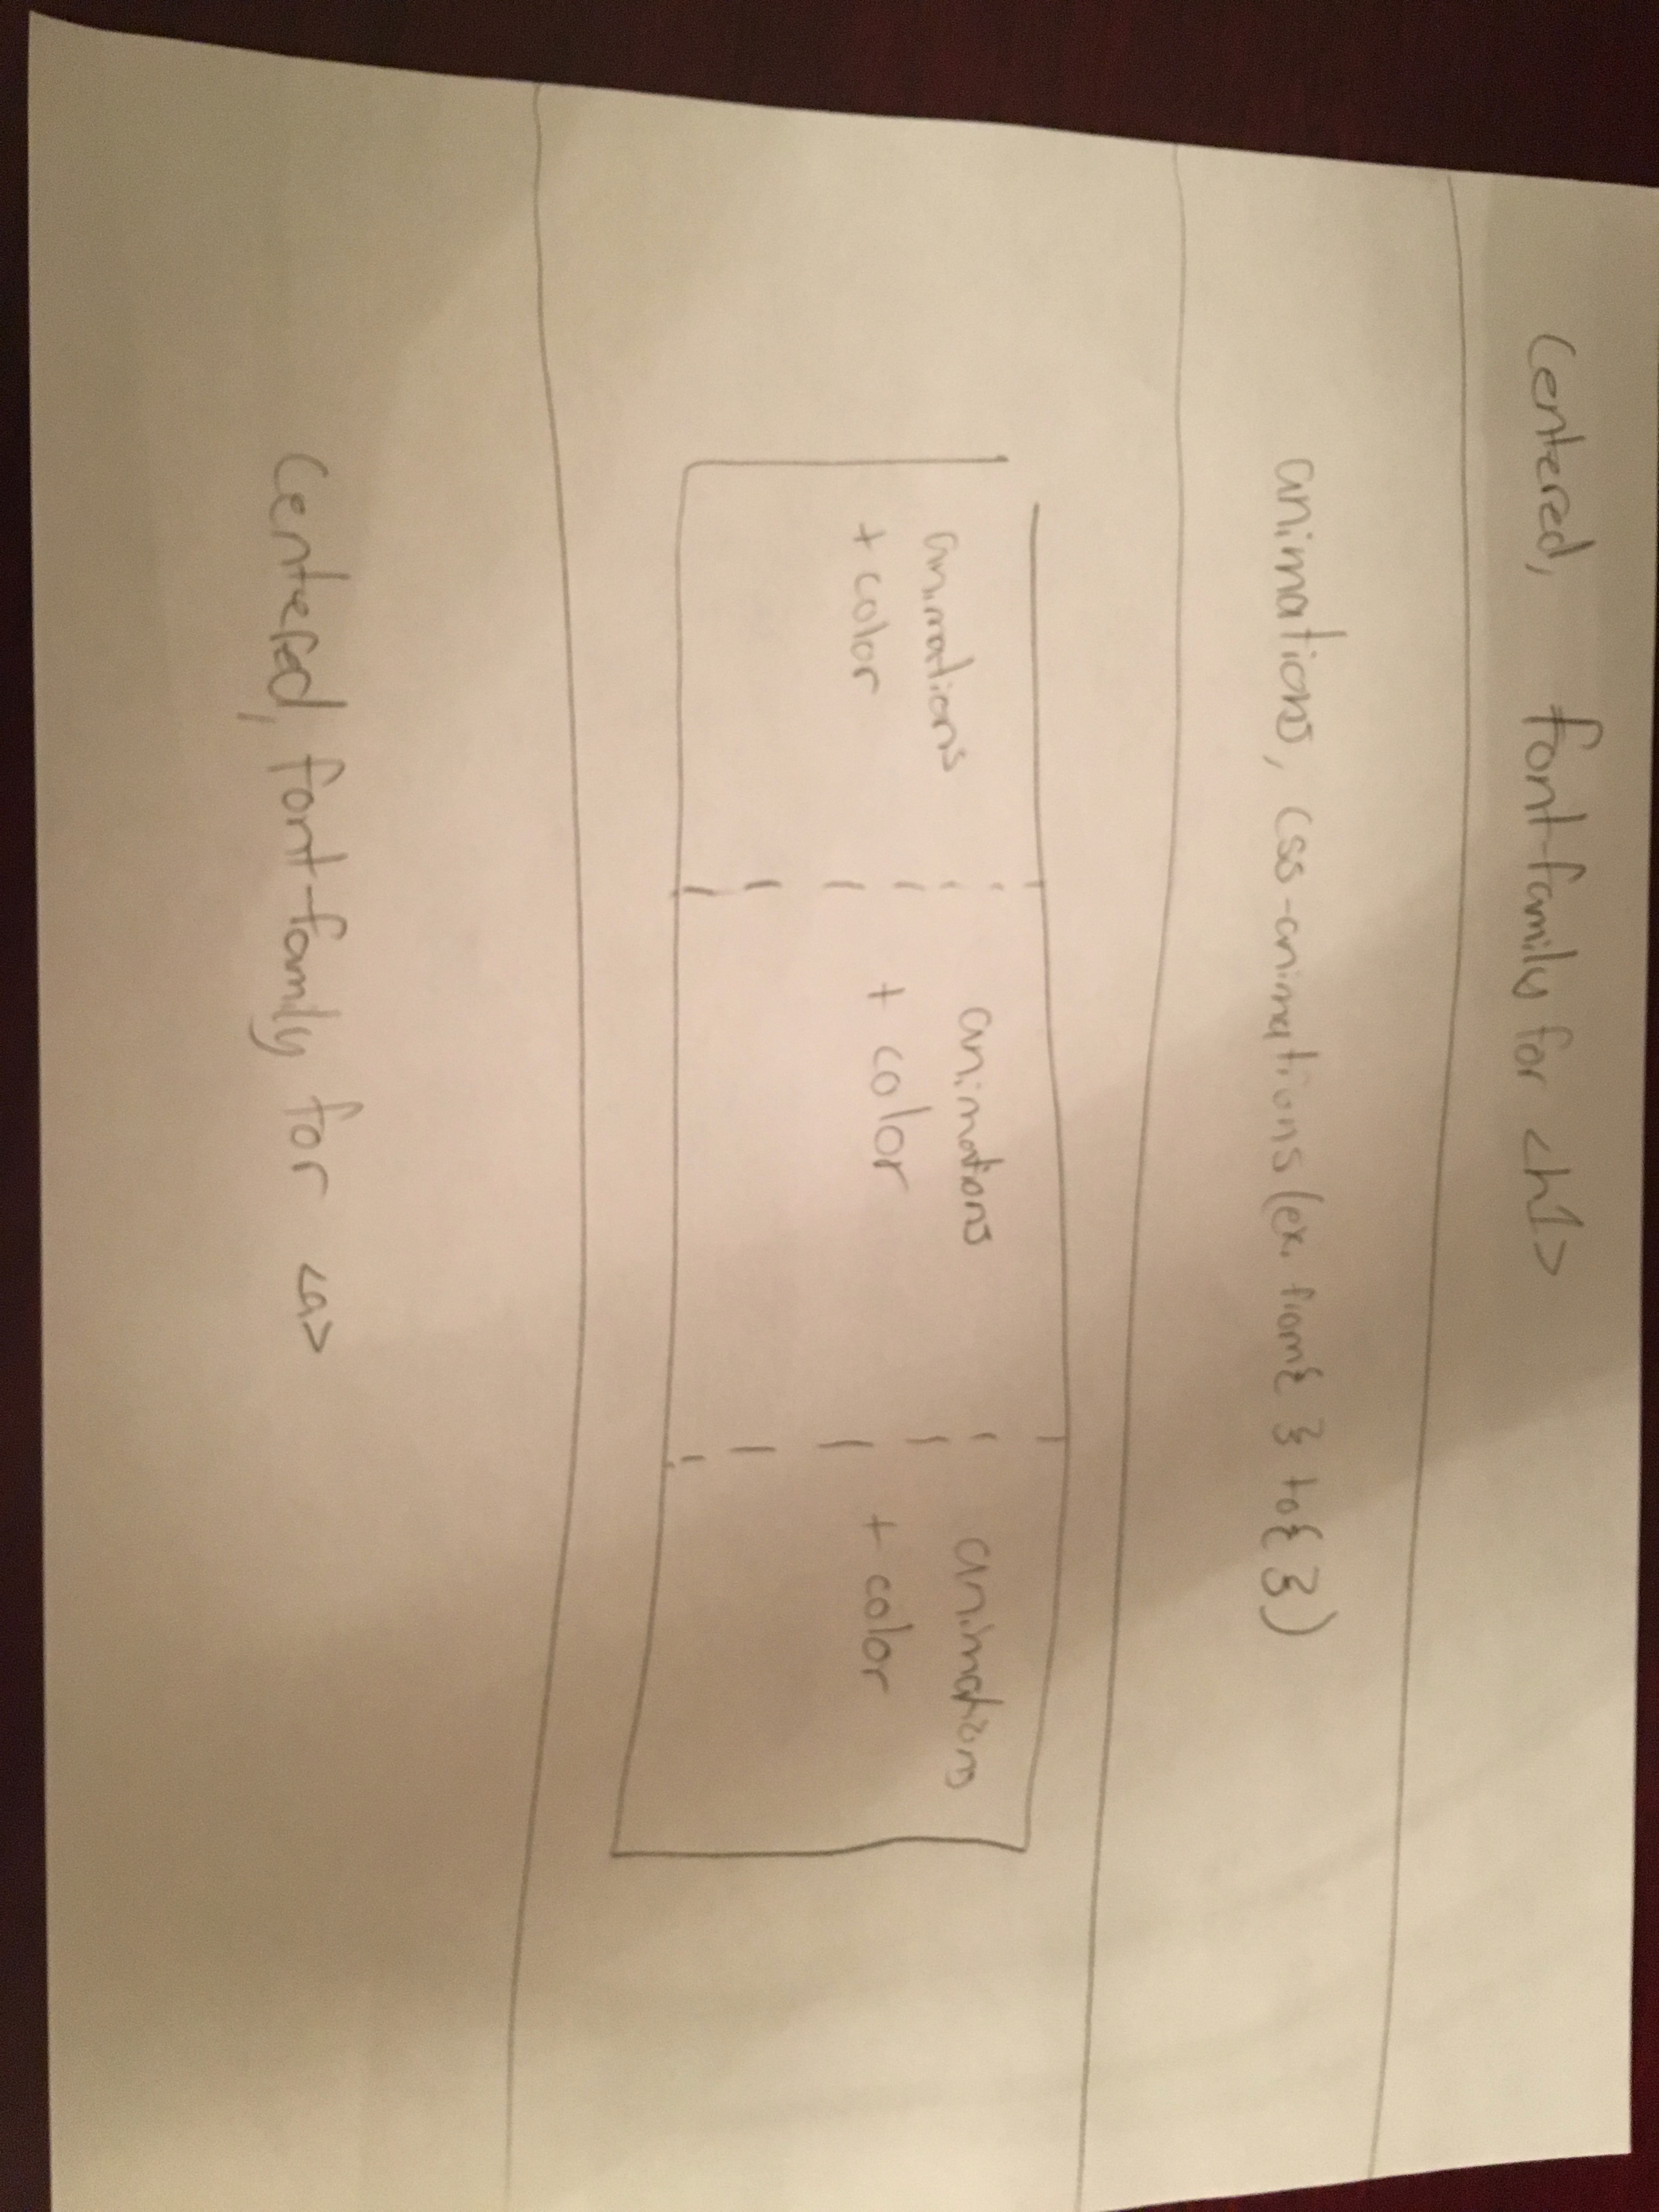 Centered, font-family for <h1>
animations, css-animations (ex. from{ } to{ })
animations
+ color
animations
+ color
animations
+ color
Centered, font-family for <a>